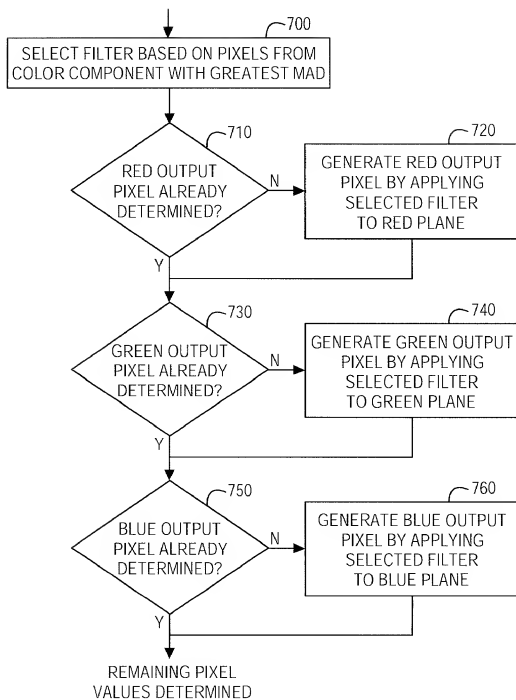 700
SELECT FILTER BASED ON PIXELS FROM
COLOR COMPONENT WITH GREATEST MAD
710
RED OUTPUT
PIXEL ALREADY
DETERMINED?
N
Y
720
GENERATE RED OUTPUT
PIXEL BY APPLYING
SELECTED FILTER
TO RED PLANE
730
GREEN OUTPUT
PIXEL ALREADY
DETERMINED?
N
Y
740
GENERATE GREEN OUTPUT
PIXEL BY APPLYING
SELECTED FILTER
TO GREEN PLANE
750
BLUE OUTPUT
PIXEL ALREADY
DETERMINED?
N
Y
760
GENERATE BLUE OUTPUT
PIXEL BY APPLYING
SELECTED FILTER
TO BLUE PLANE
REMAINING PIXEL
VALUES DETERMINED